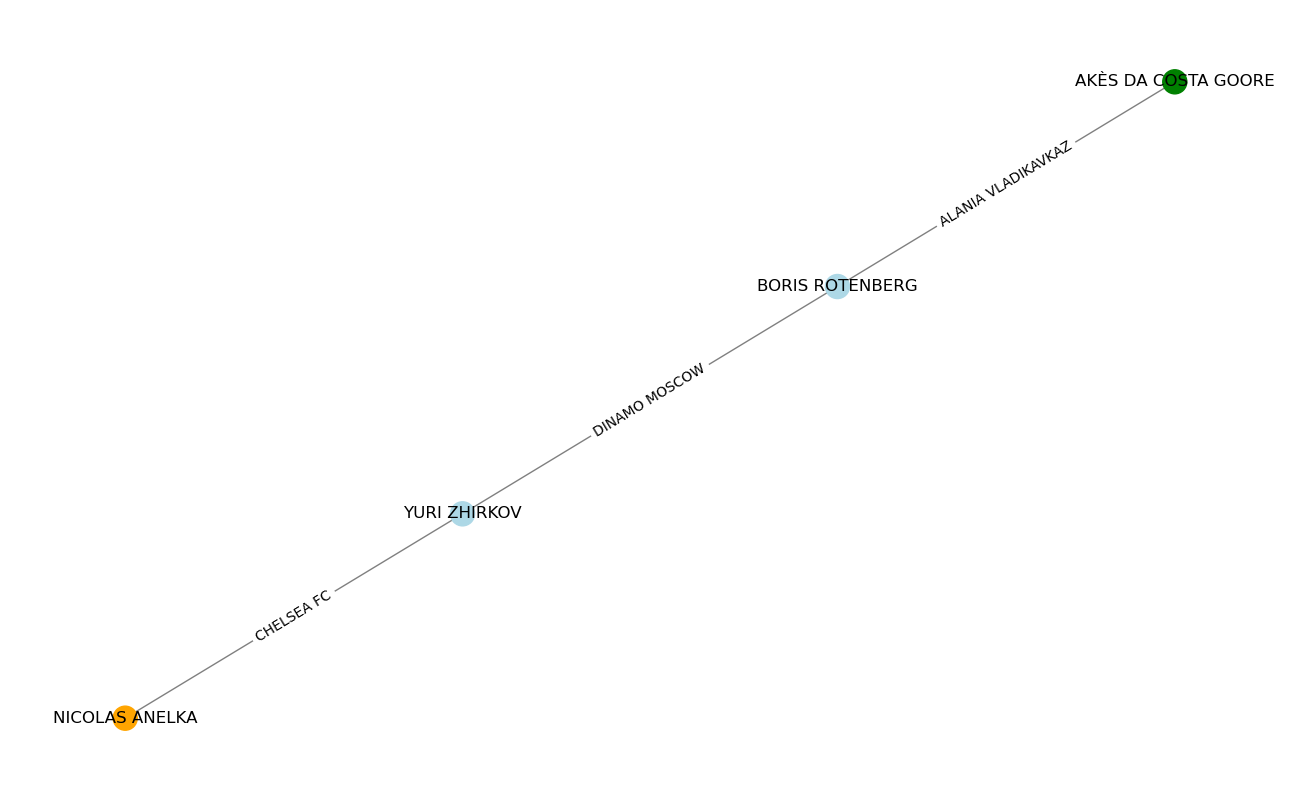 AKÈS DA COSTA GOORE
ALANIA VLADIKAVKAZ
BORIS ROTENBERG
DINAMO MOSCOW
YURI ZHIRKOV
CHELSEA FC
NICOLAS ANELKA